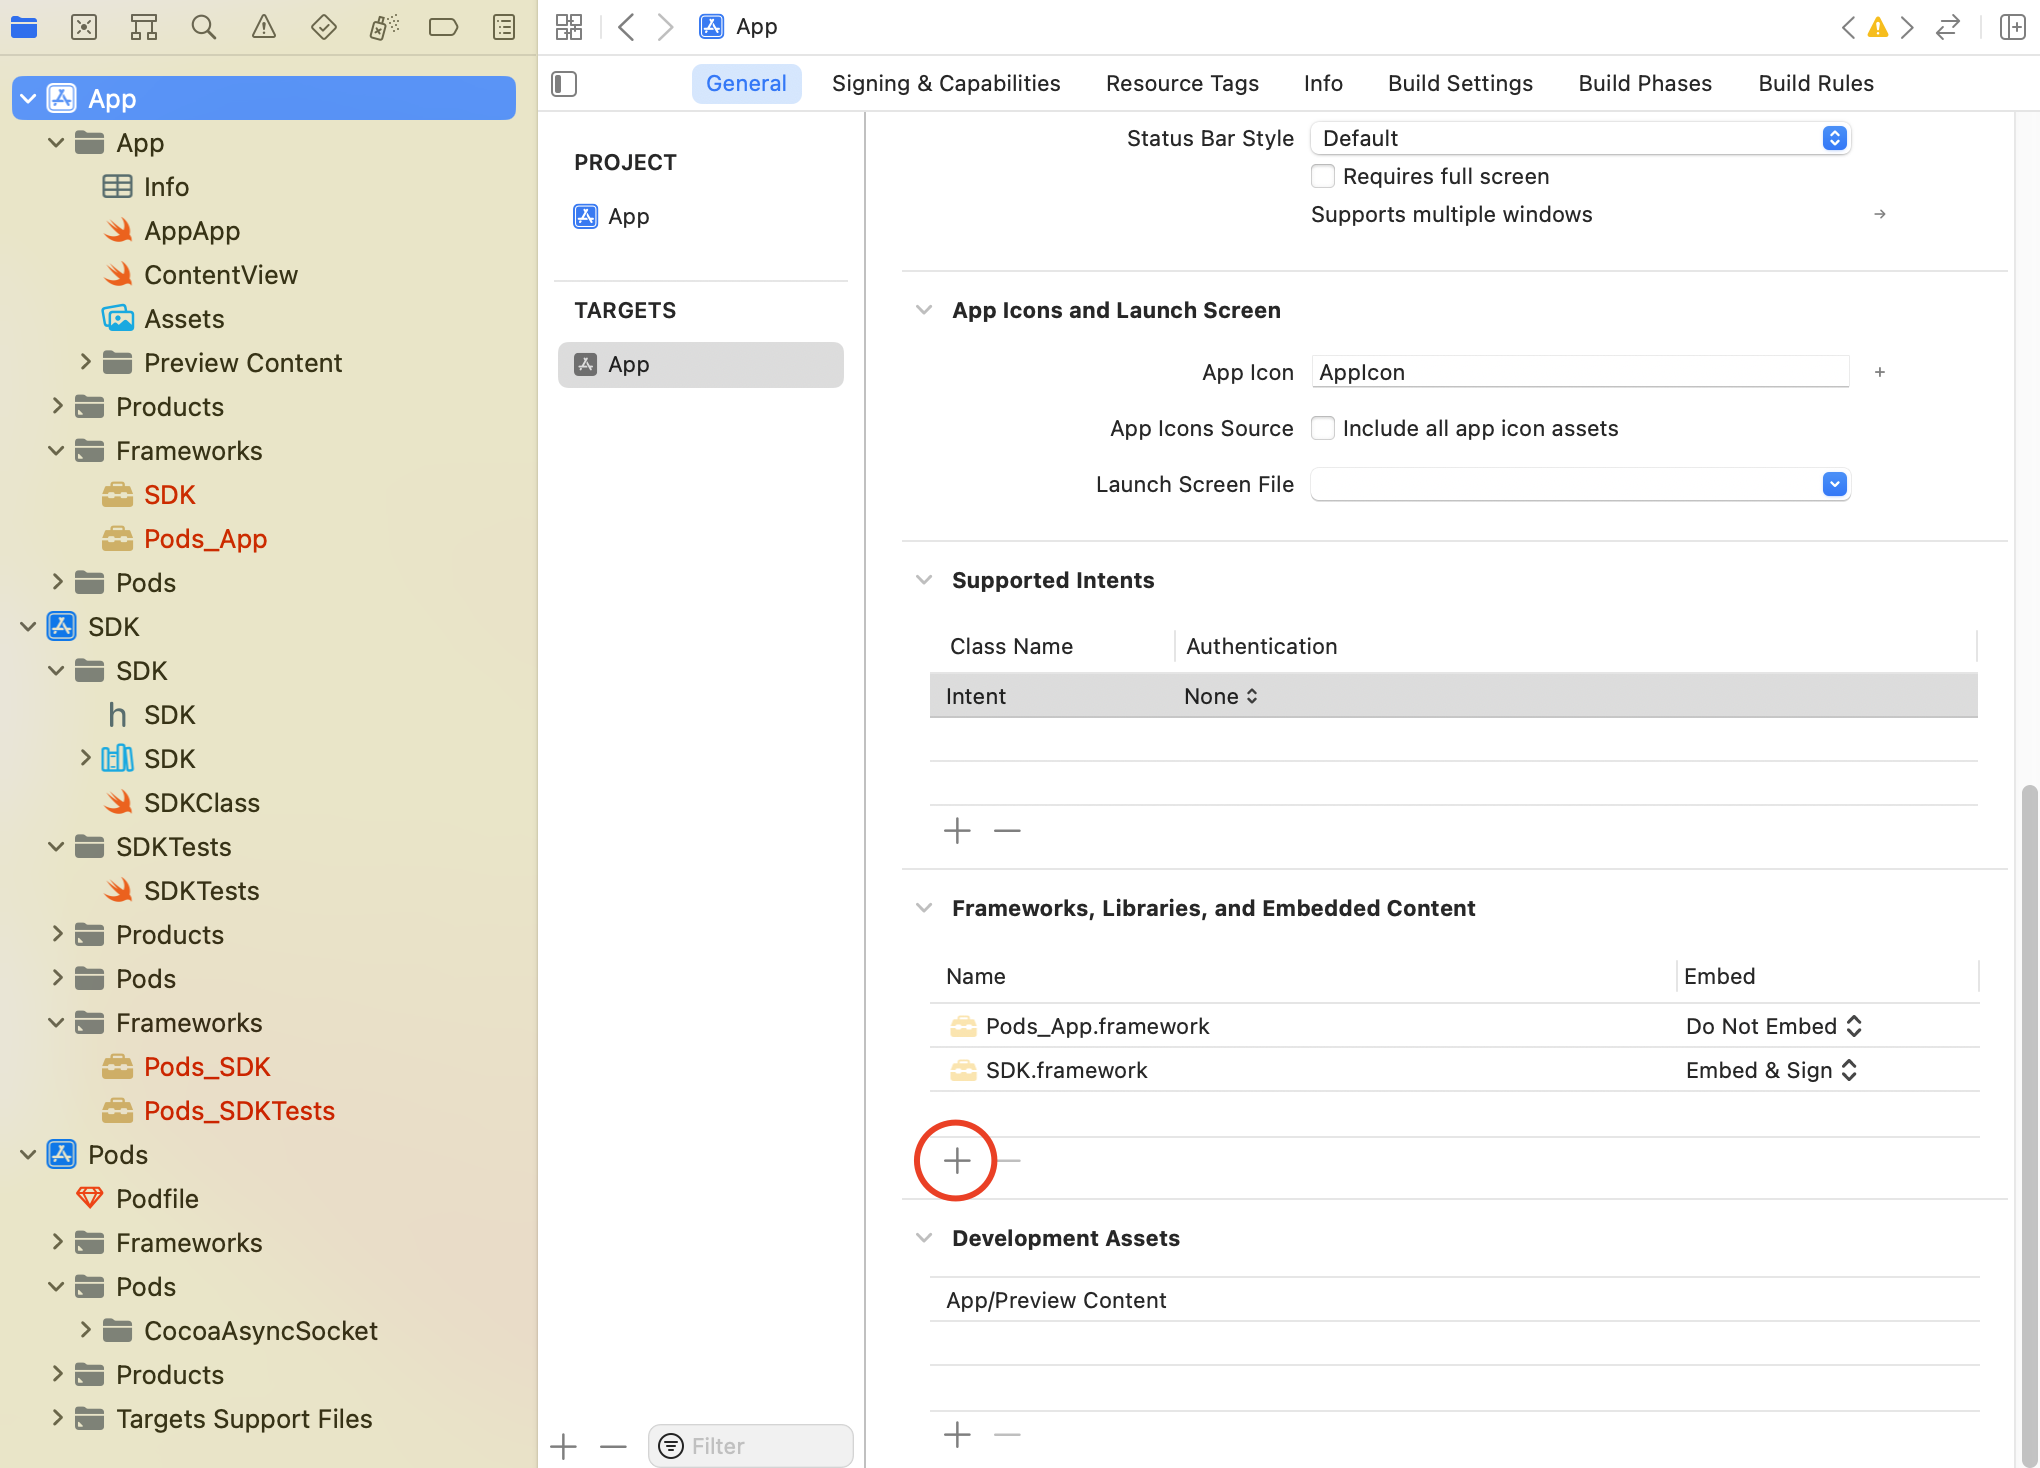 App
App
Info
AppApp
ContentView
Assets
Preview Content
Products
Frameworks
SDK
Pods_App
Pods
SDK
SDK
h SDK
SDK
SDKClass
SDKTests
SDKTests
Products
Pods
Frameworks
Pods_SDK
Pods_SDKTests
Pods
Podfile
Frameworks
Pods
CocoaAsyncSocket
Products
Targets Support Files
App
General Signing & Capabilities Resource Tags Info Build Settings Build Phases Build Rules
PROJECT
App
TARGETS
App
Filter
Status Bar Style Default
Requires full screen
Supports multiple windows
App Icons and Launch Screen
App Icon AppIcon
App Icons Source Include all app icon assets
Launch Screen File
Supported Intents
Class Name Authentication
Intent None
Frameworks, Libraries, and Embedded Content
Name Embed
Pods_App.framework Do Not Embed
SDK.framework Embed & Sign
Development Assets
App/Preview Content